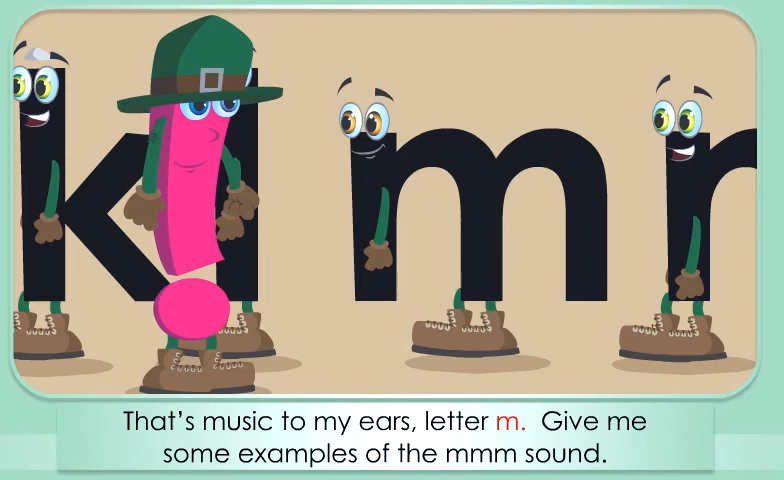 k l m n
That's music to my ears, letter m. Give me
some examples of the mmm sound.